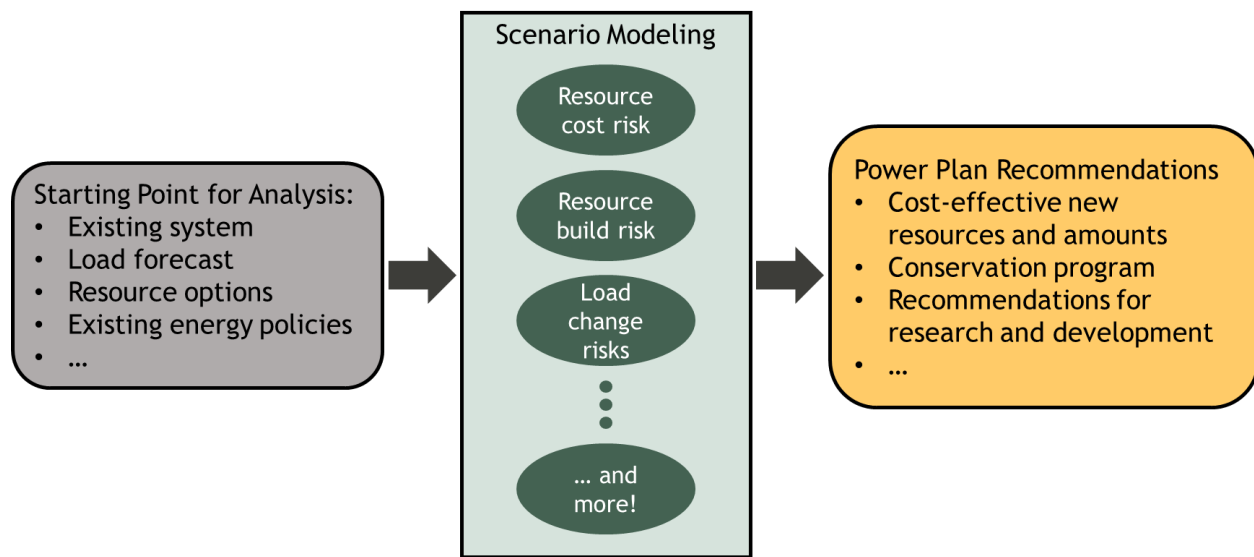 Starting Point for Analysis:
• Existing system
• Load forecast
• Resource options
• Existing energy policies
• …
Scenario Modeling
Resource
cost risk
Resource
build risk
Load
change
risks
… and
more!
Power Plan Recommendations
• Cost-effective new
resources and amounts
• Conservation program
• Recommendations for
research and development
• …